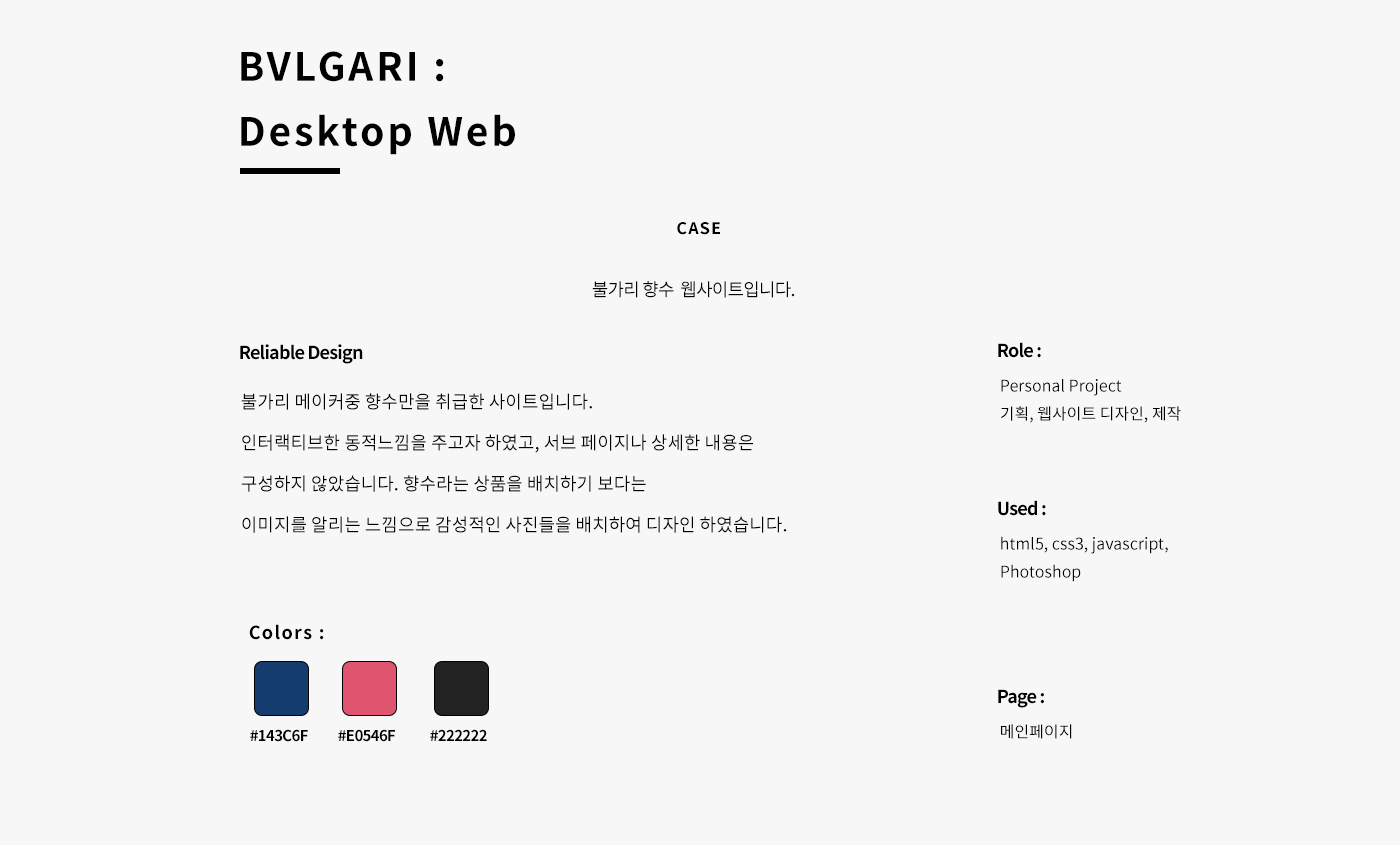 BVLGARI :
Desktop Web
CASE
불가리 향수 웹사이트입니다.
Reliable Design
불가리 메이커중 향수만을 취급한 사이트입니다.
인터랙티브한 동적느낌을 주고자 하였고, 서브 페이지나 상세한 내용은
구성하지 않았습니다. 향수라는 상품을 배치하기 보다는
이미지를 알리는 느낌으로 감성적인 사진들을 배치하여 디자인 하였습니다.
Colors :
#143C6F #E0546F #222222
Role :
Personal Project
기획, 웹사이트 디자인, 제작
Used :
html5, css3, javascript,
Photoshop
Page :
메인페이지